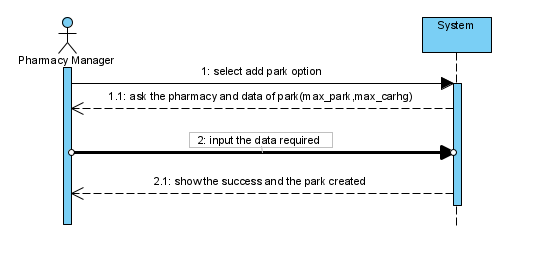 System
Pharmacy Manager
1: select add park option
1.1: ask the pharmacy and data of park(max_park,max_carhg)
2: input the data required
2.1: show the success and the park created